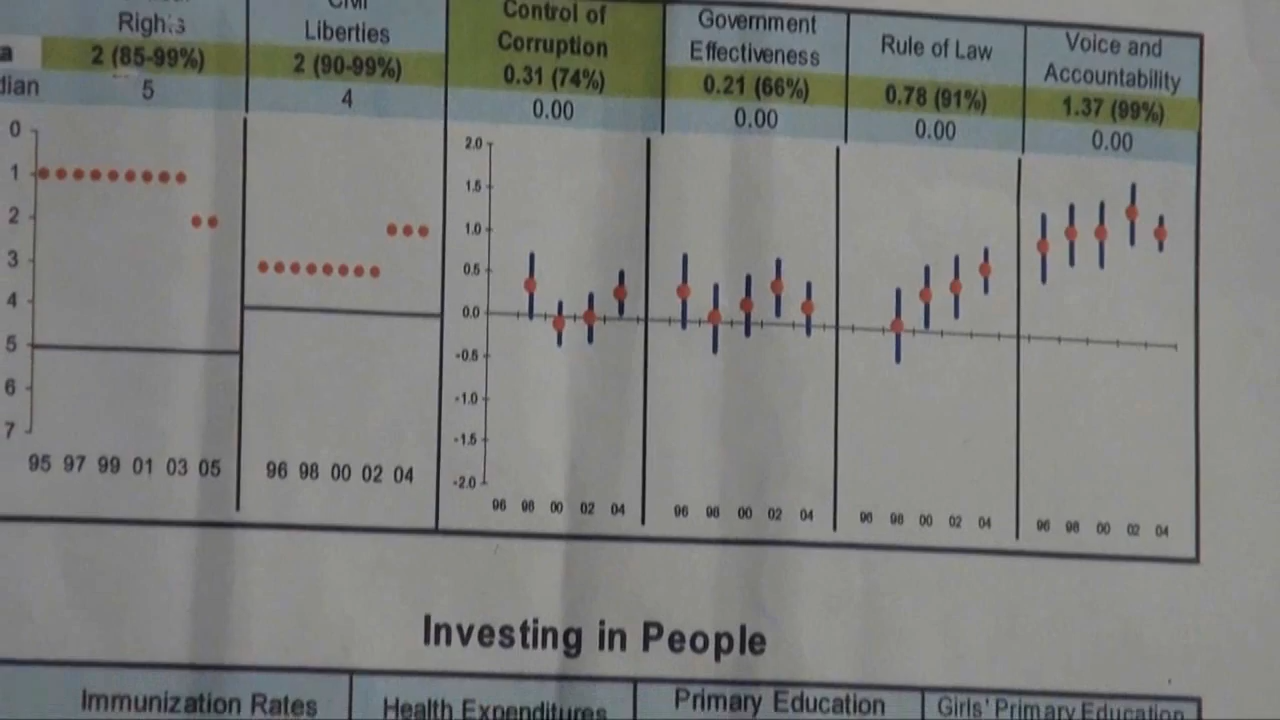 Rights
2 (85-99%)
5
0
1
2
3
4
5
6
7
95 97 99 01 03 05
Civil
Liberties
2 (90-99%)
4
96 98 00 02 04
Control of
Corruption
0.31 (74%)
0.00
2.0
1.5
1.0
0.5
0.0
-0.5
-1.0
-1.5
-2.0
96 98 00 02 04
Government
Effectiveness
0.21 (66%)
0.00
96 98 00 02 04
Rule of Law
0.78 (91%)
0.00
96 98 00 02 04
Voice and
Accountability
1.37 (99%)
0.00
96 98 00 02 04
Investing in People
Immunization Rates
Health Expenditures
Primary Education
Girls' Primary Education